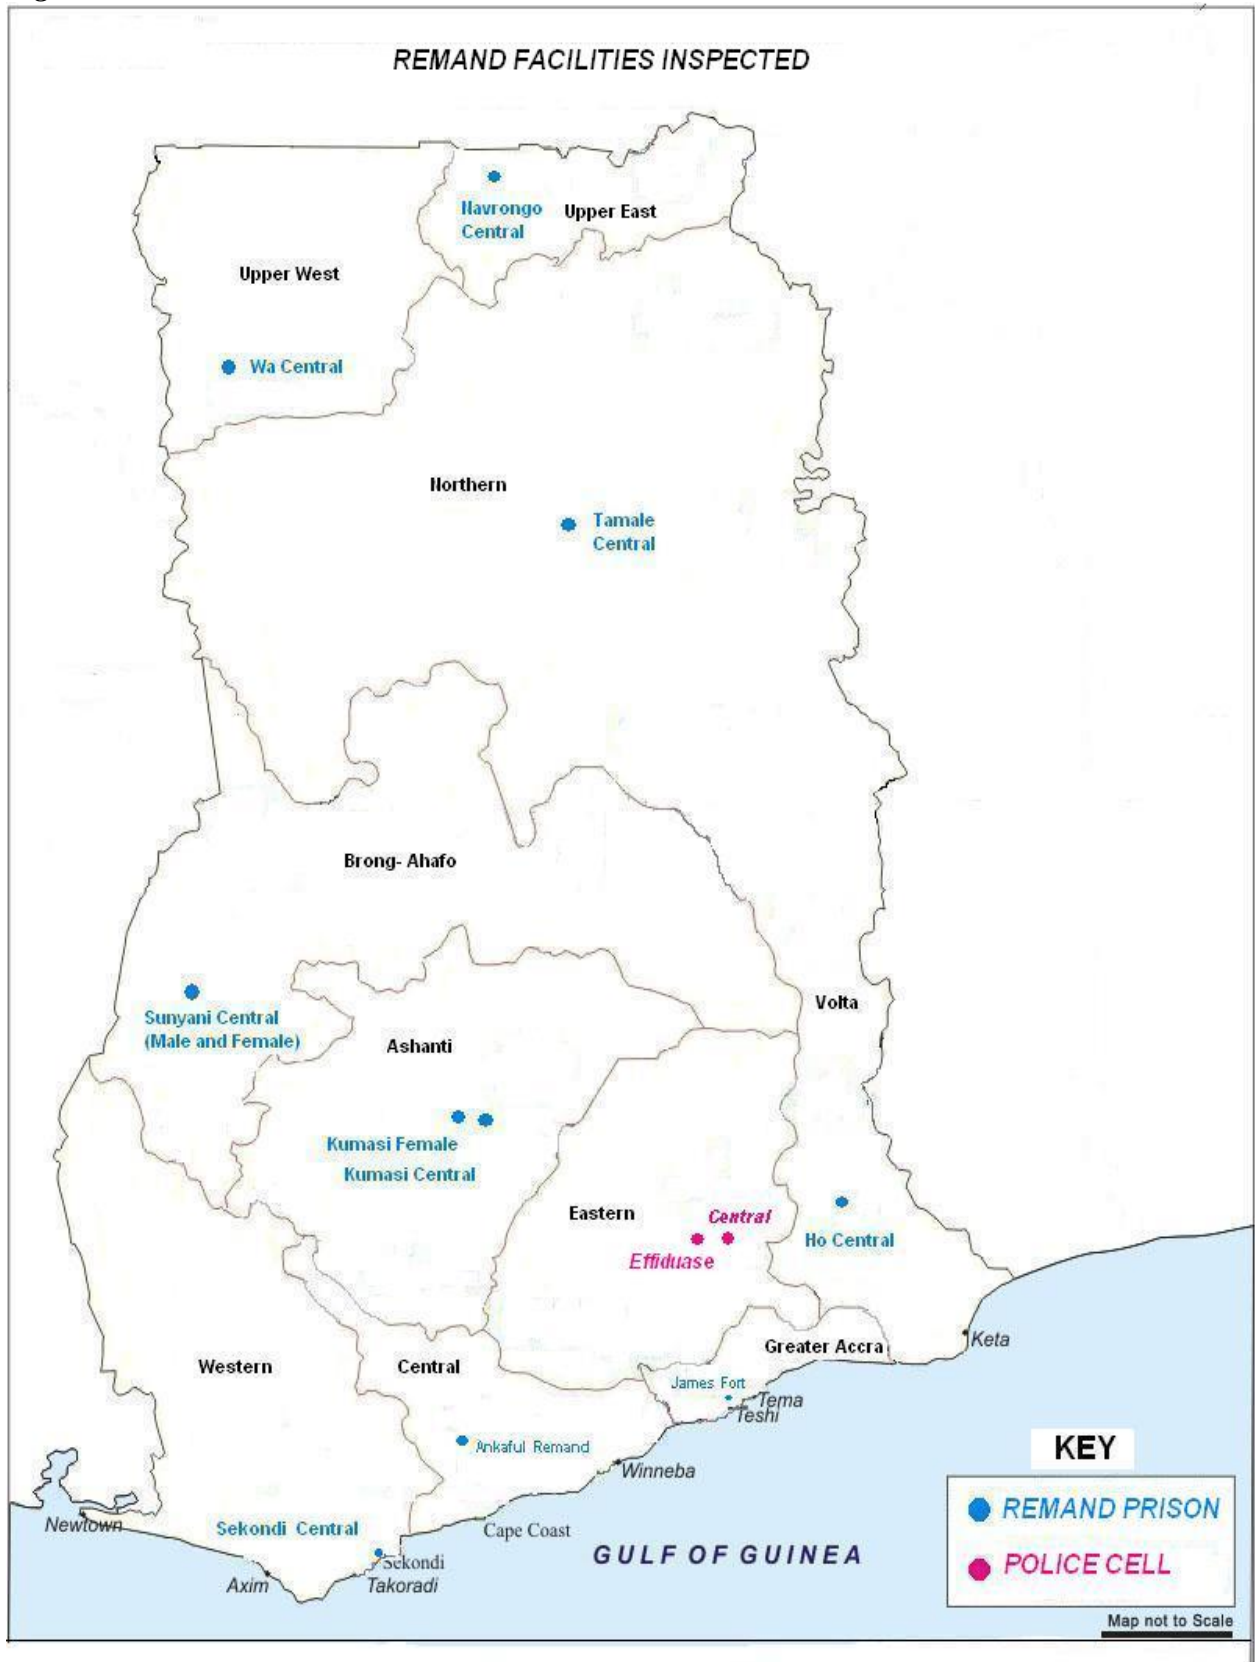 REMAND FACILITIES INSPECTED
Navrongo
Central
Upper East
Upper West
Wa Central
Northern
Tamale
Central
Brong- Ahafo
Sunyani Central
(Male and Female)
Ashanti
Volta
Kumasi Female
Kumasi Central
Eastern
Central
Effiduase
Ho Central
Keta
Greater Accra
Western
Central
James Fort
Tema
Teshi
Ankaful Remand
Winneba
KEY
REMAND PRISON
POLICE CELL
Newtown
Sekondi Central
Cape Coast
GULF OF GUINEA
Sekondi
Axim
Takoradi
Map not to Scale